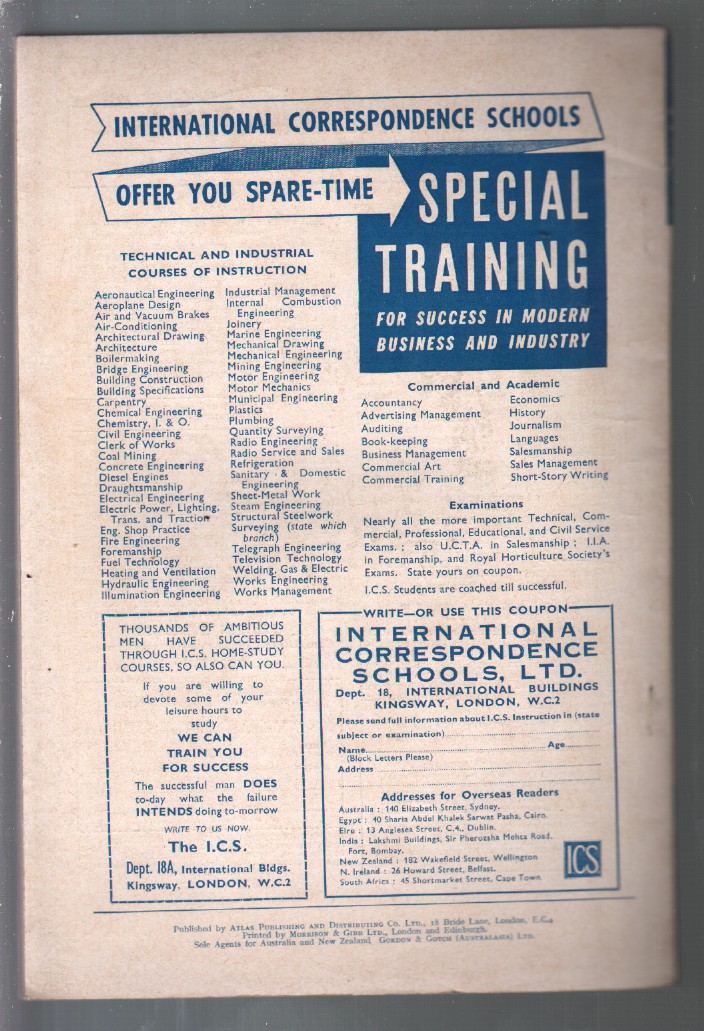 INTERNATIONAL CORRESPONDENCE SCHOOLS
OFFER YOU SPARE-TIME
SPECIAL
TRAINING
FOR SUCCESS IN MODERN
BUSINESS AND INDUSTRY
TECHNICAL AND INDUSTRIAL
COURSES OF INSTRUCTION
Aeronautical Engineering
Aeroplane Design
Air and Vacuum Brakes
Air-Conditioning
Architectural Drawing
Architecture
Boilermaking
Bridge Engineering
Building Construction
Building Specifications
Carpentry
Chemical Engineering
Chemistry, I. & O.
Civil Engineering
Clerk of Works
Coal Mining
Concrete Engineering
Diesel Engines
Draughtsmanship
Electrical Engineering
Electric Power, Lighting,
Trans. and Traction
Eng. Shop Practice
Fire Engineering
Foremanship
Fuel Technology
Heating and Ventilation
Hydraulic Engineering
Illumination Engineering
Industrial Management
Internal Combustion
Engineering
Joinery
Marine Engineering
Mechanical Drawing
Mechanical Engineering
Mining Engineering
Motor Engineering
Motor Mechanics
Municipal Engineering
Plastics
Plumbing
Quantity Surveying
Radio Engineering
Radio Service and Sales
Refrigeration
Sanitary & Domestic
Engineering
Sheet-Metal Work
Steam Engineering
Structural Steelwork
Surveying (state which
branch)
Telegraph Engineering
Television Technology
Welding, Gas & Electric
Works Engineering
Works Management
Commercial and Academic
Accountancy
Advertising Management
Auditing
Book-keeping
Business Management
Commercial Art
Commercial Training
Economics
History
Journalism
Languages
Salesmanship
Sales Management
Short-Story Writing
Examinations
Nearly all the more important Technical, Com-
mercial, Professional, Educational, and Civil Service
Exams. ; also U.C.T.A. in Salesmanship ; I.I.A.
in Foremanship, and Royal Horticulture Society's
Exams. State yours on coupon.
I.C.S. Students are coached till successful.
THOUSANDS OF AMBITIOUS
MEN HAVE SUCCEEDED
THROUGH I.C.S. HOME-STUDY
COURSES, SO ALSO CAN YOU.
If you are willing to
devote some of your
leisure hours to
study
WE CAN
TRAIN YOU
FOR SUCCESS
The successful man DOES
to-day what the failure
INTENDS doing to-morrow
WRITE TO US NOW.
The I.C.S.
Dept. 18A, International Bldgs.
Kingsway, LONDON, W.C.2
WRITE—OR USE THIS COUPON
INTERNATIONAL
CORRESPONDENCE
SCHOOLS, LTD.
Dept. 18, INTERNATIONAL BUILDINGS
KINGSWAY, LONDON, W.C.2
Please send full information about I.C.S. Instruction in (state
subject or examination)
Name Age
(Block Letters Please)
Address
Addresses for Overseas Readers
Australia : 140 Elizabeth Street, Sydney.
Egypt : 40 Sharia Abdel Khalek Sarwat Pasha, Cairo.
Eire : 13 Anglesea Street, C.4., Dublin.
India : Lakshmi Buildings, Sir Pherozsha Mehta Road,
Fort, Bombay.
New Zealand : 182 Wakefield Street, Wellington
N. Ireland : 26 Howard Street, Belfast.
South Africa : 45 Shortmarket Street, Cape Town
ICS
Published by ATLAS PUBLISHING AND DISTRIBUTING CO. LTD., 18 Bride Lane, London, E.C.4
Printed by MORRISON & GIBB LTD., London and Edinburgh.
Sole Agents for Australia and New Zealand GORDON & GOTCH (AUSTRALASIA) LTD.